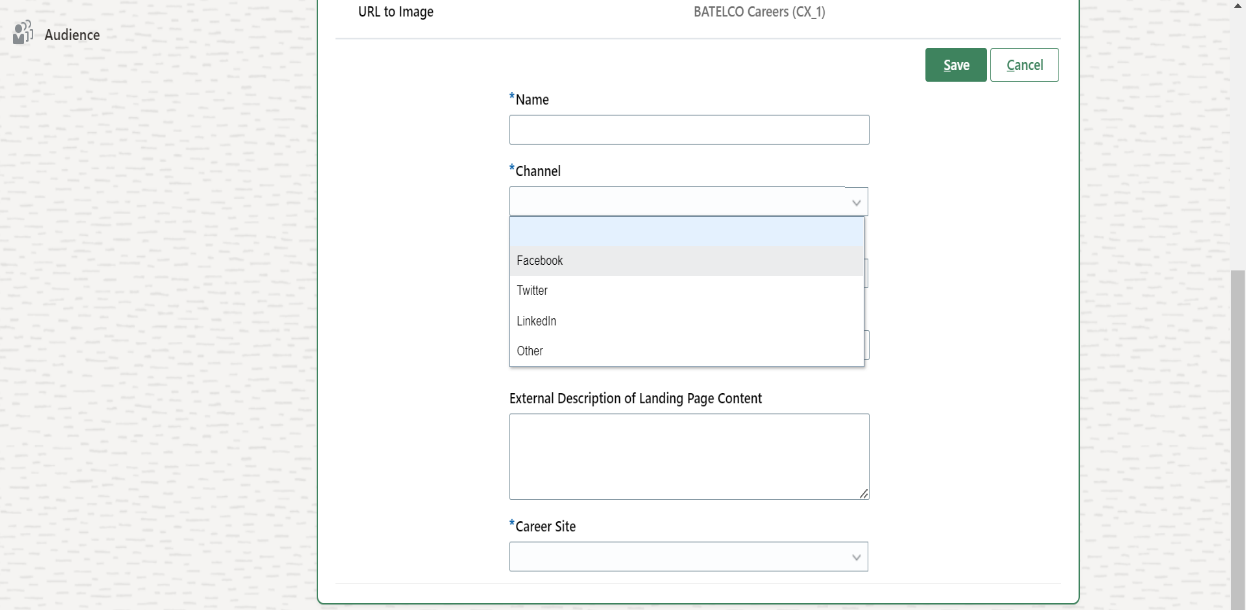 URL to Image BATELCO Careers (CX_1)
Audience
Save Cancel
*Name
*Channel
Facebook
Twitter
LinkedIn
Other
External Description of Landing Page Content
*Career Site